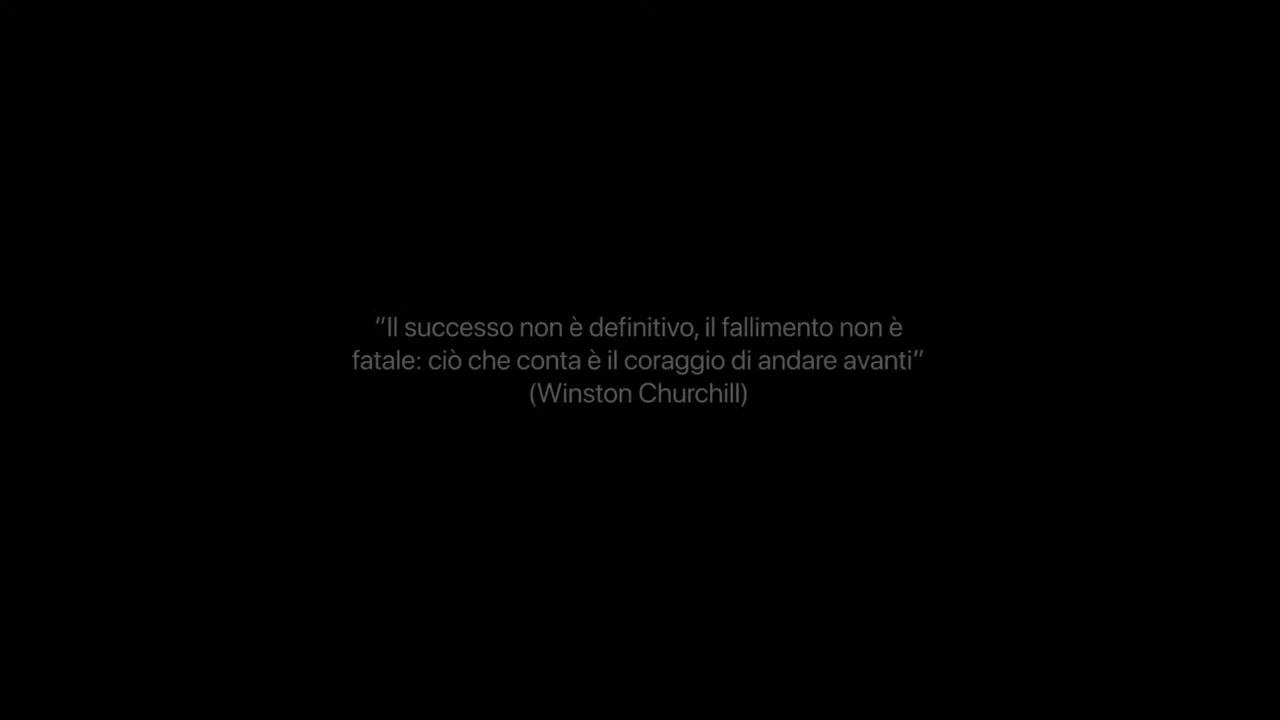 “Il successo non è definitivo, il fallimento non è
fatale: ciò che conta è il coraggio di andare avanti”
(Winston Churchill)